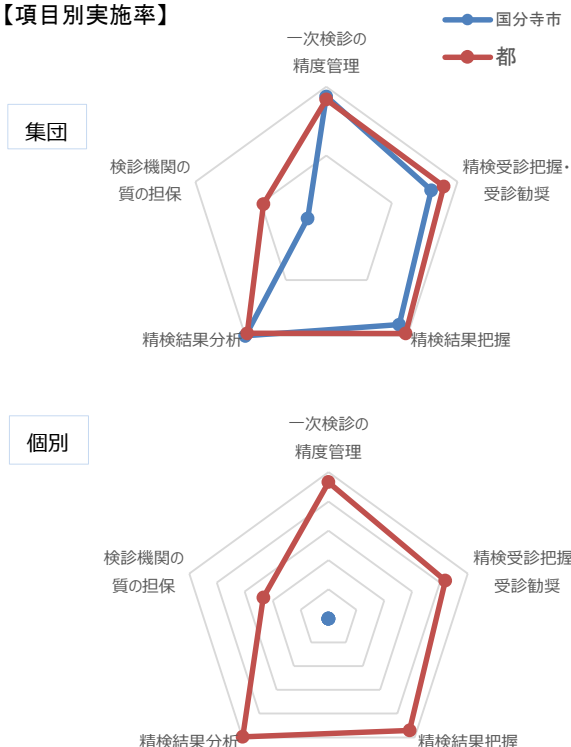 【項目別実施率】
国分寺市
都
集団
一次検診の
精度管理
精検受診把握・
受診勧奨
検診機関の
質の担保
精検結果分析
精検結果把握
個別
一次検診の
精度管理
精検受診把握
受診勧奨
検診機関の
質の担保
精検結果分析
精検結果把握